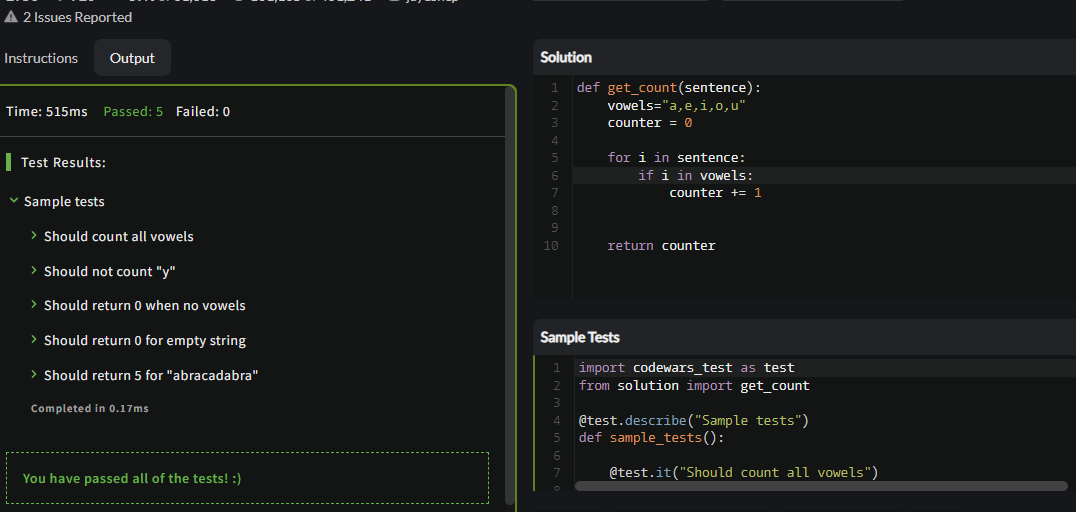 2 Issues Reported
Instructions
Output
Time: 515ms Passed: 5 Failed: 0
Test Results:
Sample tests
Should count all vowels
Should not count "y"
Should return 0 when no vowels
Should return 0 for empty string
Should return 5 for "abracadabra"
Completed in 0.17ms
You have passed all of the tests! :)
Solution
1 def get_count(sentence):
2     vowels="a,e,i,o,u"
3     counter = 0
4
5     for i in sentence:
6         if i in vowels:
7             counter += 1
8
9
10     return counter
Sample Tests
1 import codewars_test as test
2 from solution import get_count
3
4 @test.describe("Sample tests")
5 def sample_tests():
6
7     @test.it("Should count all vowels")